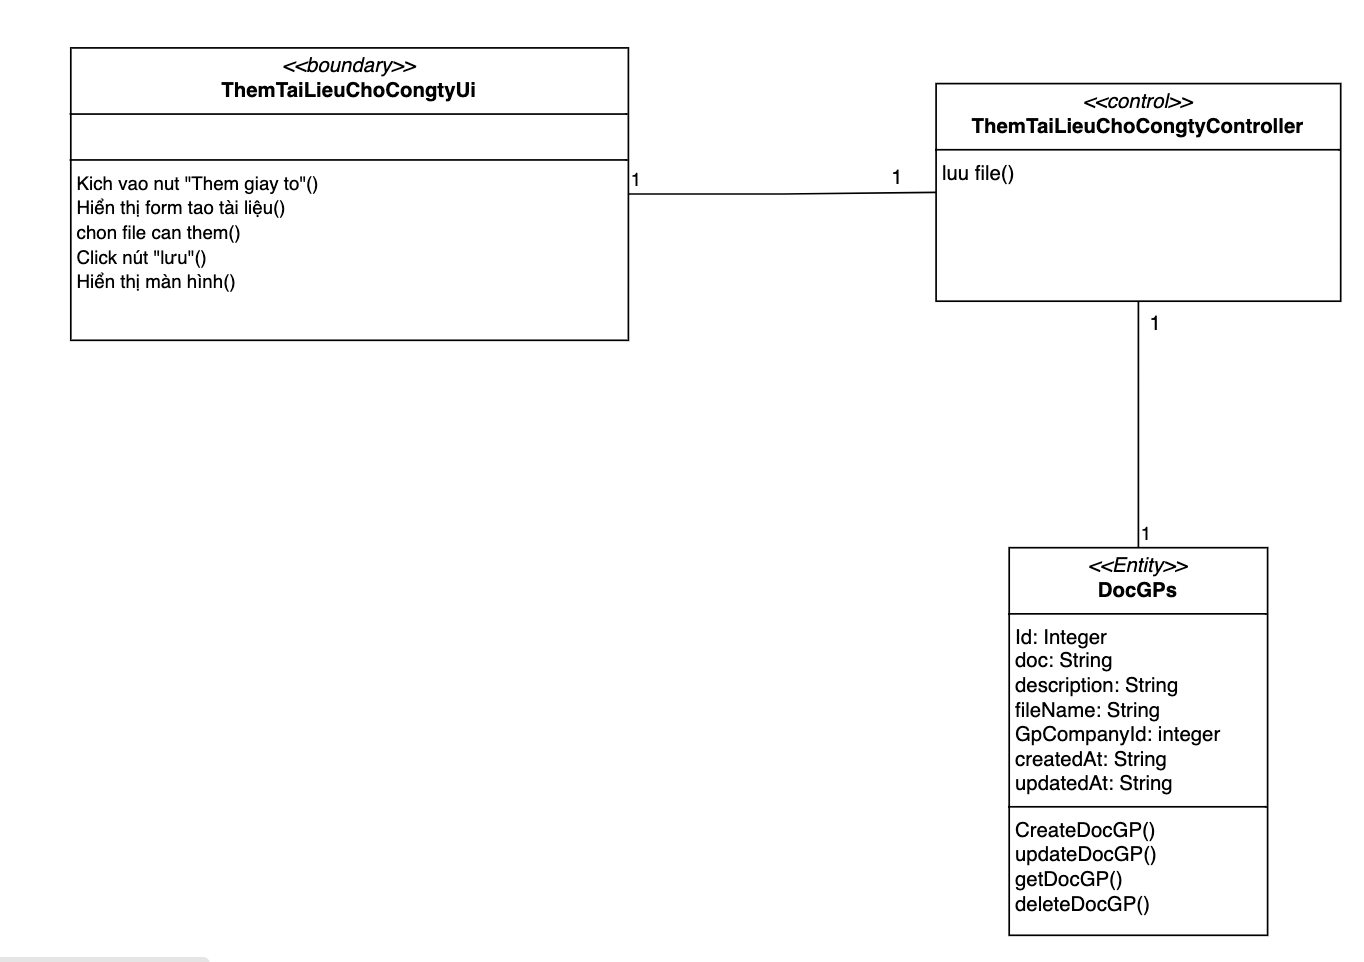 <<boundary>>
ThemTaiLieuChoCongtyUi
Kich vao nut "Them giay to"()
Hiển thị form tao tài liệu()
chon file can them()
Click nút "lưu"()
Hiển thị màn hình()
1
1
<<control>>
ThemTaiLieuChoCongtyController
luu file()
1
1
<<Entity>>
DocGPs
Id: Integer
doc: String
description: String
fileName: String
GpCompanyId: integer
createdAt: String
updatedAt: String
CreateDocGP()
updateDocGP()
getDocGP()
deleteDocGP()